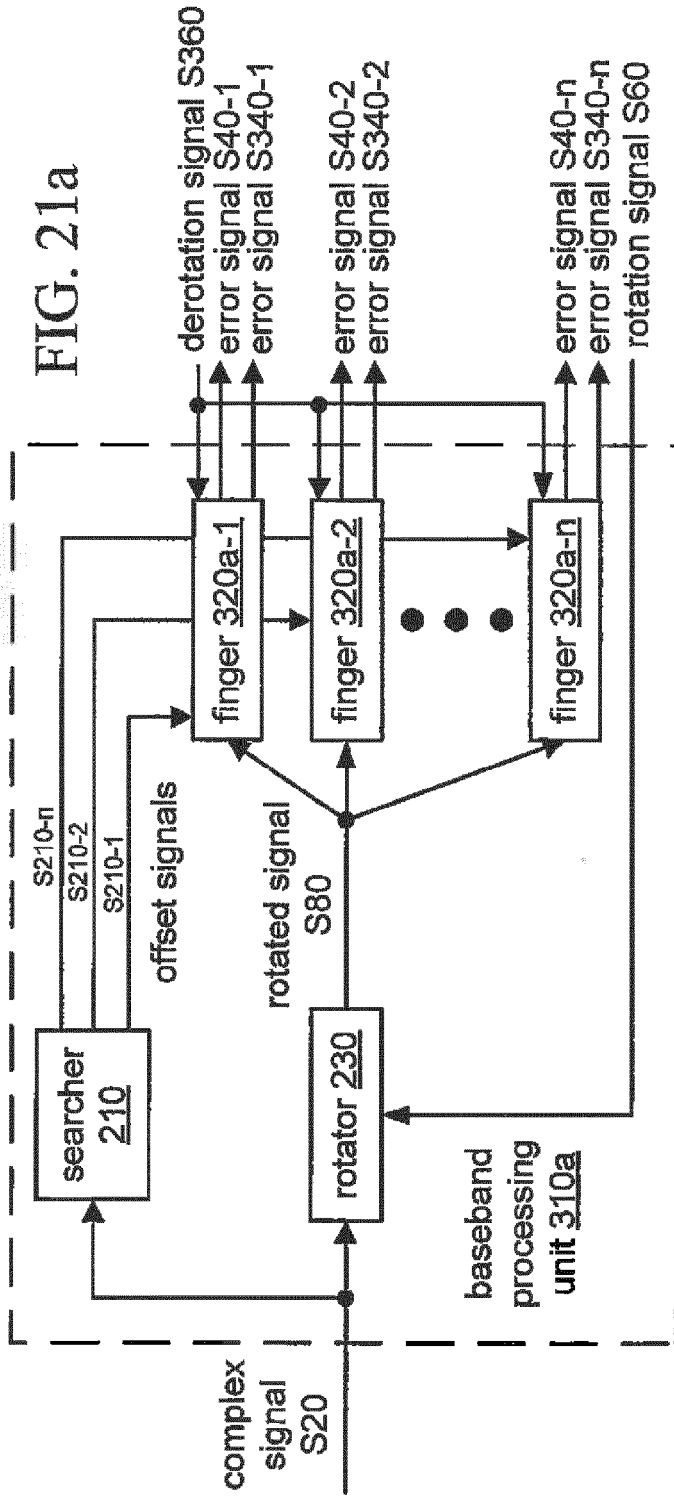 FIG. 21a
complex
signal
S20
searcher
210
S210-n
S210-2
S210-1
offset signals
rotator 230
rotated signal
S80
baseband
processing
unit 310a
finger 320a-1
finger 320a-2
finger 320a-n
derotation signal S360
error signal S40-1
error signal S340-1
error signal S40-2
error signal S340-2
error signal S40-n
error signal S340-n
rotation signal S60